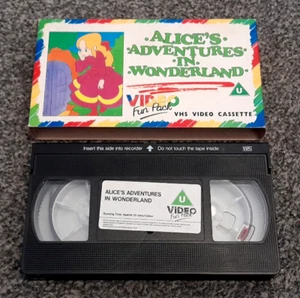 ·ALICE'S·
ADVENTURES
·IN·
WONDERLAND·
U
VIDEO
Fun Pack
VHS VIDEO CASSETTE
Insert this side into recorder ▲ Do not touch the tape inside
VHS
ALICE'S ADVENTURES
IN WONDERLAND
U
VIDEO
Fun Pack